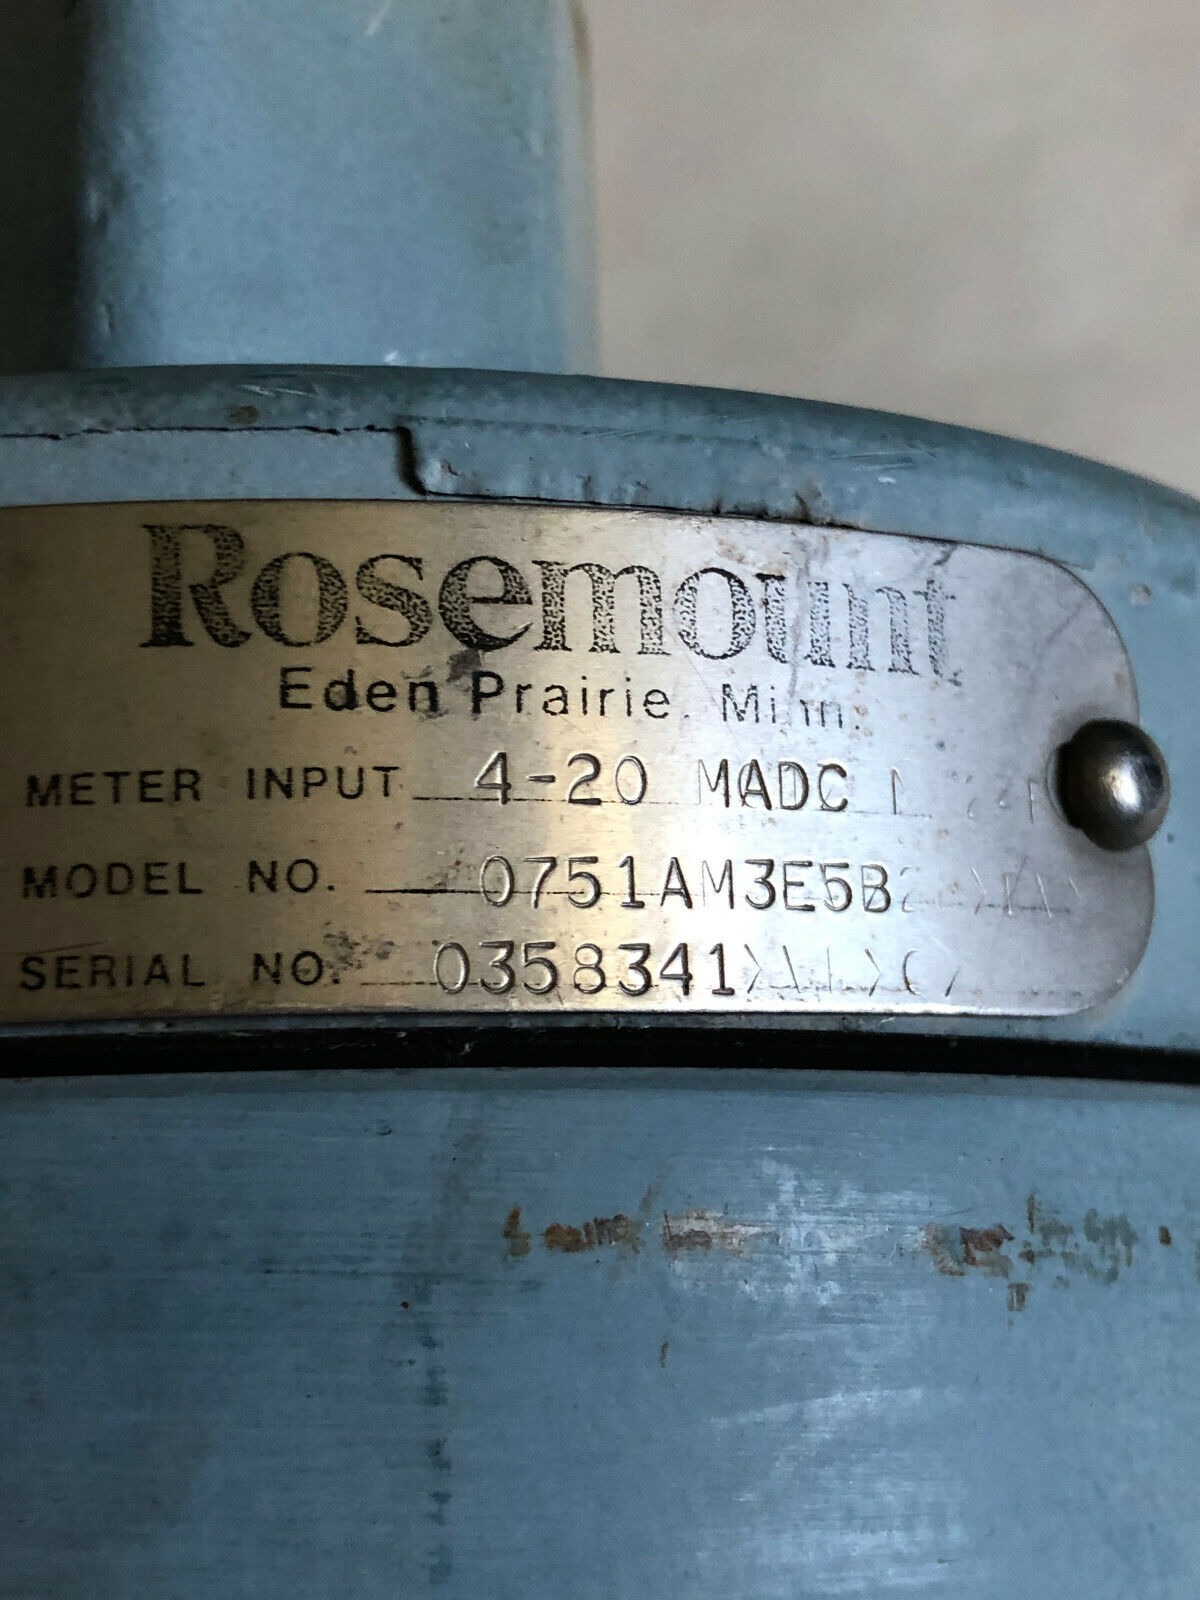 Rosemount
Eden Prairie, Minn.
METER INPUT 4-20 MADC
MODEL NO. 0751AM3E5B
SERIAL NO. 0358341